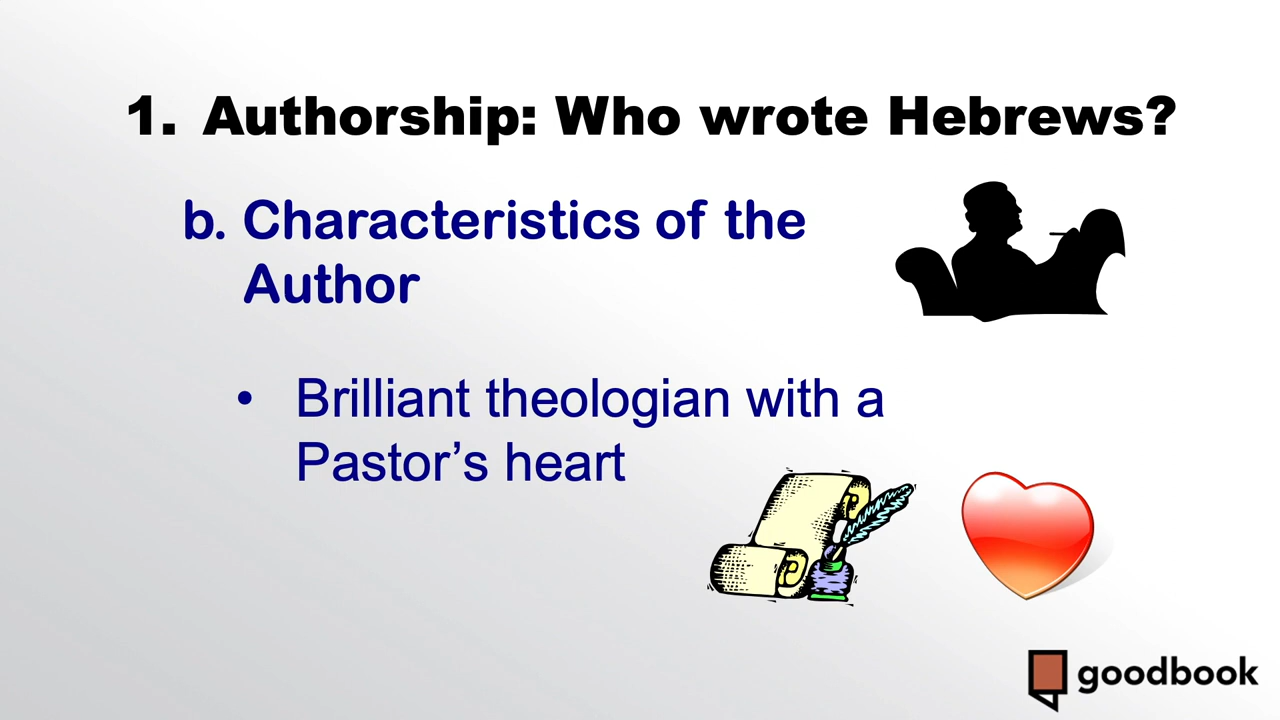 1. Authorship: Who wrote Hebrews?
b. Characteristics of the
Author
• Brilliant theologian with a
Pastor’s heart
goodbook